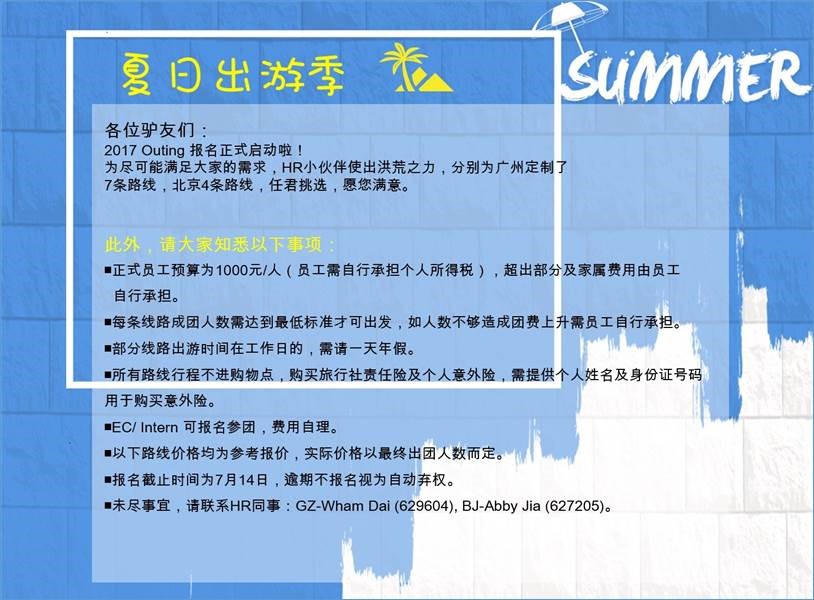 SUMMER
夏日出游季
各位驴友们：
2017 Outing 报名正式启动啦！
为尽可能满足大家的需求，HR小伙伴使出洪荒之力，分别为广州定制了
7条路线，北京4条路线，任君挑选，愿您满意。
此外，请大家知悉以下事项：
■正式员工预算为1000元/人（员工需自行承担个人所得税），超出部分及家属费用由员工
自行承担。
■每条线路成团人数需达到最低标准才可出发，如人数不够造成团费上升需员工自行承担。
■部分线路出游时间在工作日的，需请一天年假。
■所有路线行程不进购物点，购买旅行社责任险及个人意外险，需提供个人姓名及身份证号码
用于购买意外险。
■EC/ Intern 可报名参团，费用自理。
■以下路线价格均为参考报价，实际价格以最终出团人数而定。
■报名截止时间为7月14日，逾期不报名视为自动弃权。
■未尽事宜，请联系HR同事：GZ-Wham Dai (629604), BJ-Abby Jia (627205)。